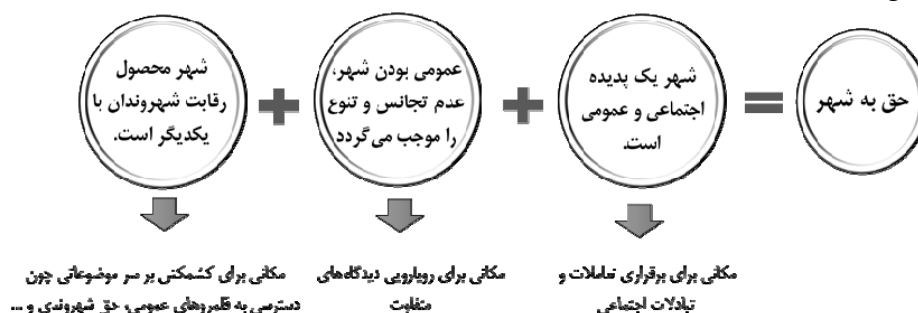 حق به شهر
=
شهر یک پدیده
اجتماعی و عمومی
است.
+
عمومی بودن شهر،
عدم تجانس و تنوع
را موجب می‌گردد
+
شهر محصول
رقابت شهروندان با
یکدیگر است.
مکانی برای برقراری تعاملات و
تبادلات اجتماعی
مکانی برای رویارویی دیدگاه‌های
متفاوت
مکانی برای کشمکش بر سر موضوعاتی چون
دسترسی به قلمروهای عمومی، حق شهروندی و ...